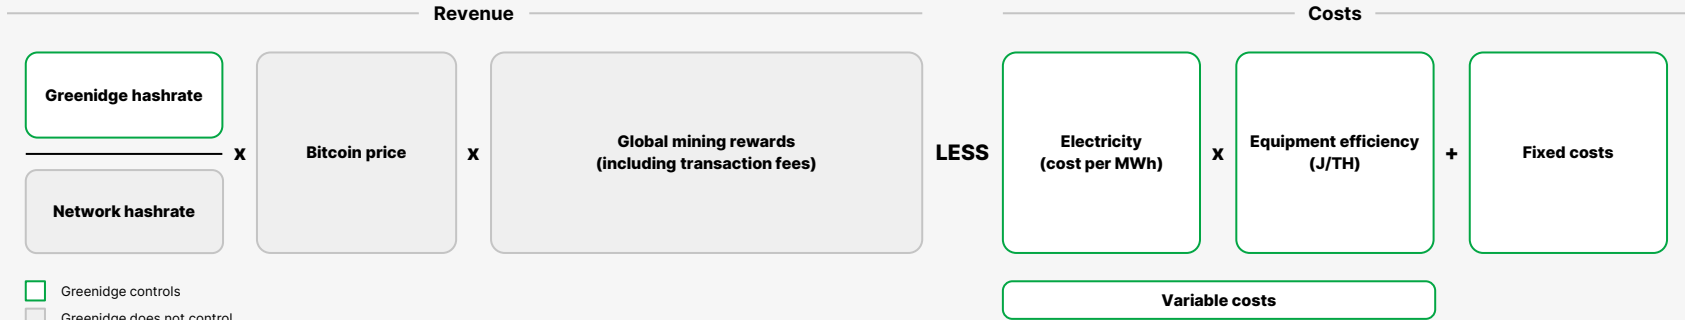 Revenue
Costs
Greenidge hashrate
Network hashrate
x
Bitcoin price
x
Global mining rewards
(including transaction fees)
LESS
Electricity
(cost per MWh)
x
Equipment efficiency
(J/TH)
+
Fixed costs
Variable costs
Greenidge controls
Greenidge does not control